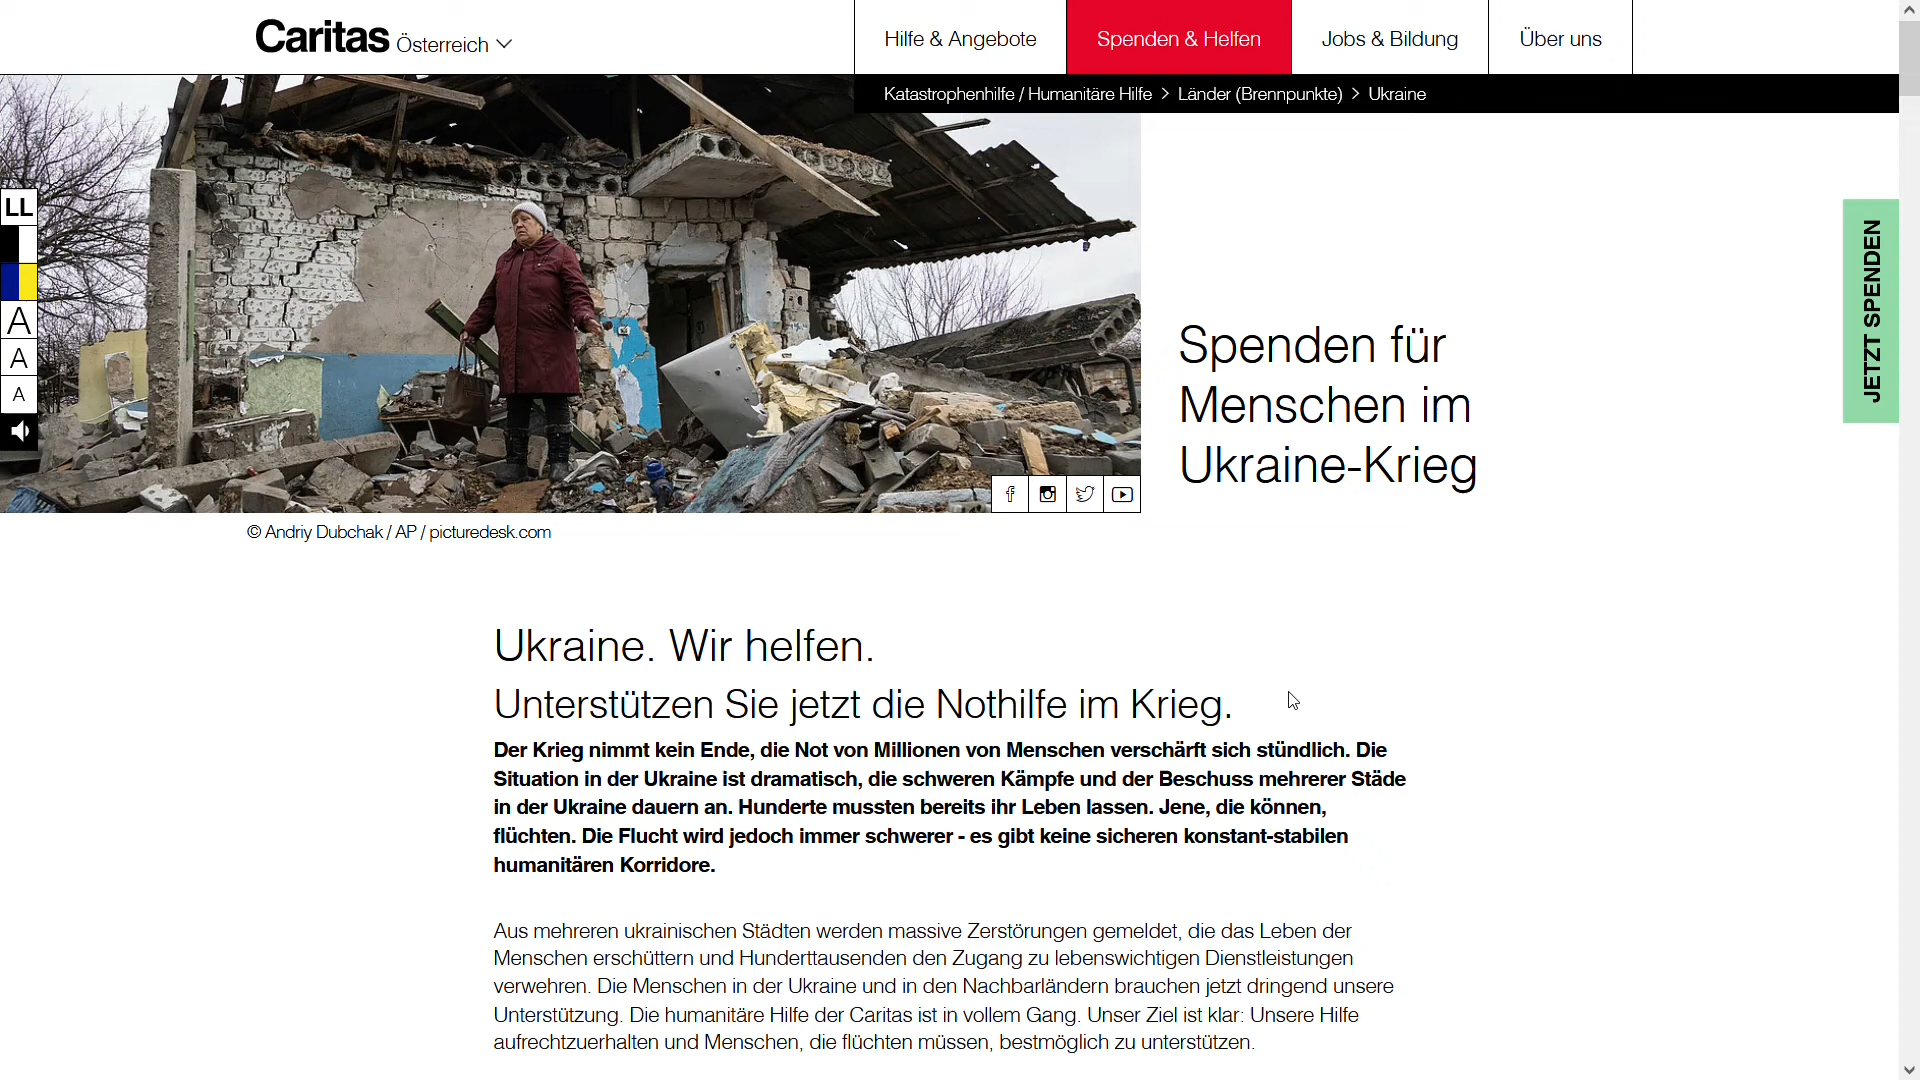 Caritas Österreich
Hilfe & Angebote
Spenden & Helfen
Jobs & Bildung
Über uns
Katastrophenhilfe / Humanitäre Hilfe > Länder (Brennpunkte) > Ukraine
LL
A
A
A
JETZT SPENDEN
Spenden für
Menschen im
Ukraine-Krieg
© Andriy Dubchak / AP / picturedesk.com
Ukraine. Wir helfen.
Unterstützen Sie jetzt die Nothilfe im Krieg.
Der Krieg nimmt kein Ende, die Not von Millionen von Menschen verschärft sich stündlich. Die
Situation in der Ukraine ist dramatisch, die schweren Kämpfe und der Beschuss mehrerer Städe
in der Ukraine dauern an. Hunderte mussten bereits ihr Leben lassen. Jene, die können,
flüchten. Die Flucht wird jedoch immer schwerer - es gibt keine sicheren konstant-stabilen
humanitären Korridore.
Aus mehreren ukrainischen Städten werden massive Zerstörungen gemeldet, die das Leben der
Menschen erschüttern und Hunderttausenden den Zugang zu lebenswichtigen Dienstleistungen
verwehren. Die Menschen in der Ukraine und in den Nachbarländern brauchen jetzt dringend unsere
Unterstützung. Die humanitäre Hilfe der Caritas ist in vollem Gang. Unser Ziel ist klar: Unsere Hilfe
aufrechtzuerhalten und Menschen, die flüchten müssen, bestmöglich zu unterstützen.